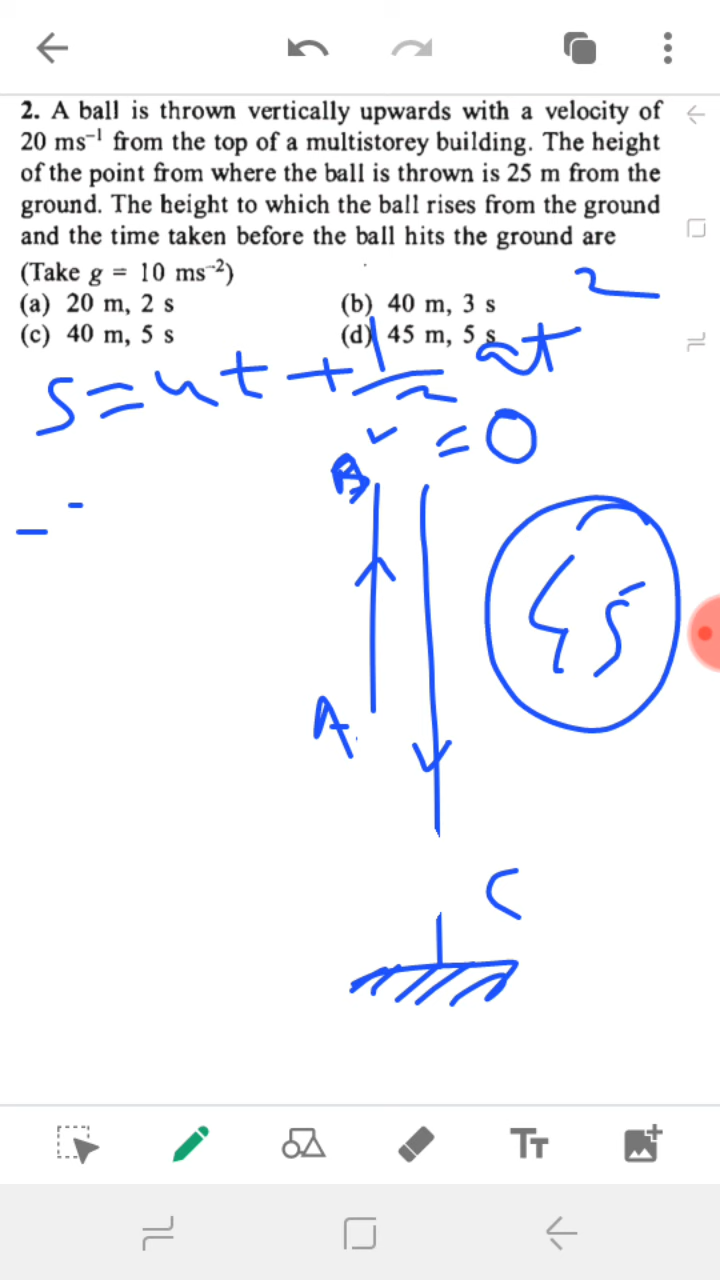 2. A ball is thrown vertically upwards with a velocity of
20 ms⁻¹ from the top of a multistorey building. The height
of the point from where the ball is thrown is 25 m from the
ground. The height to which the ball rises from the ground
and the time taken before the ball hits the ground are
(Take g = 10 ms⁻²)
(a) 20 m, 2 s (b) 40 m, 3 s
(c) 40 m, 5 s (d) 45 m, 5 s
s=ut+1/2 at²
B v=0
45
A
C
TT